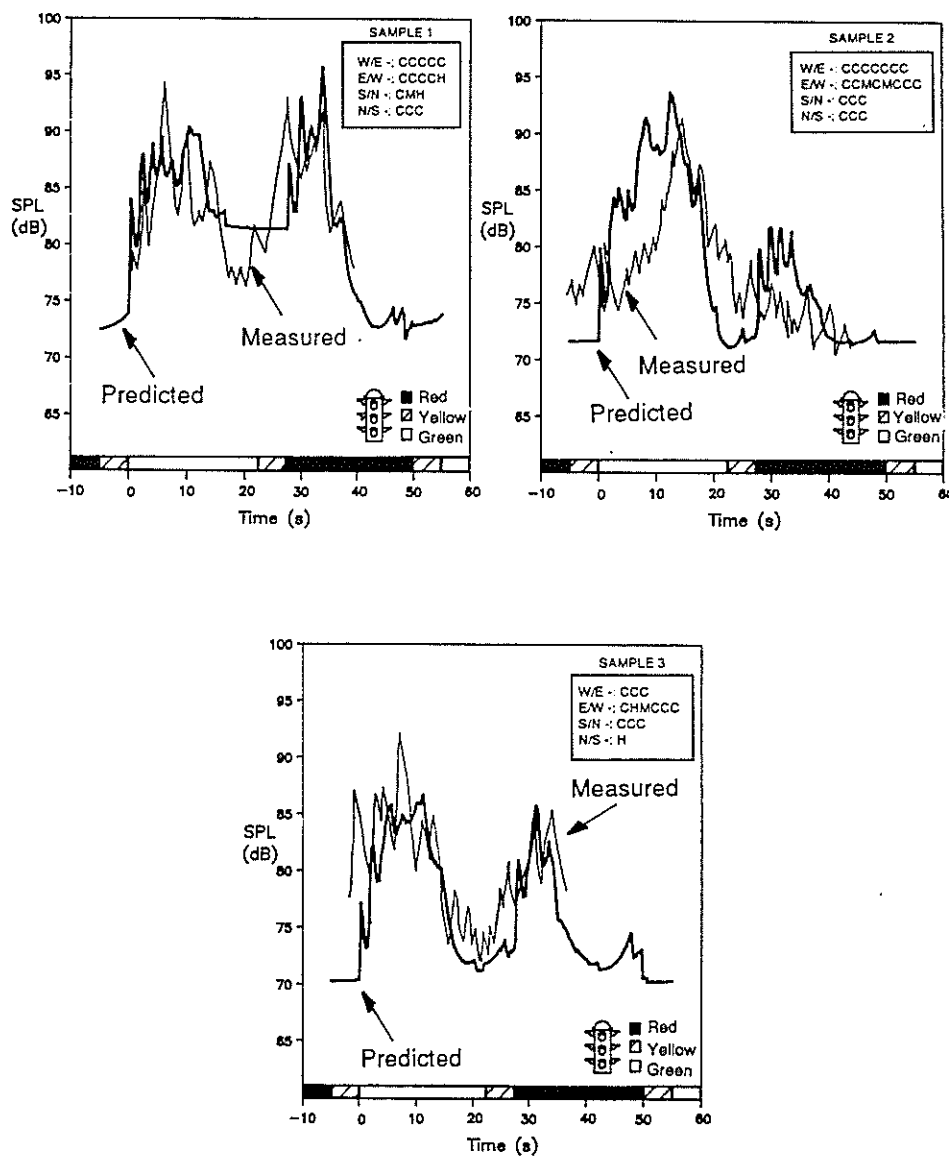 SAMPLE 1
W/E -: CCCCC
E/W -: CCCCH
S/N -: CMH
N/S -: CCC
100
95
90
85
80
75
70
65
SPL
(dB)
Measured
Predicted
Red
Yellow
Green
-10 0 10 20 30 40 50 60
Time (s)
SAMPLE 2
W/E -: CCCCCCC
E/W -: CCMCMCCC
S/N -: CCC
N/S -: CCC
100
95
90
85
80
75
70
65
SPL
(dB)
Measured
Predicted
Red
Yellow
Green
-10 0 10 20 30 40 50 60
Time (s)
SAMPLE 3
W/E -: CCC
E/W -: CHMCCC
S/N -: CCC
N/S -: H
100
95
90
85
80
75
70
65
SPL
(dB)
Measured
Predicted
Red
Yellow
Green
-10 0 10 20 30 40 50 60
Time (s)